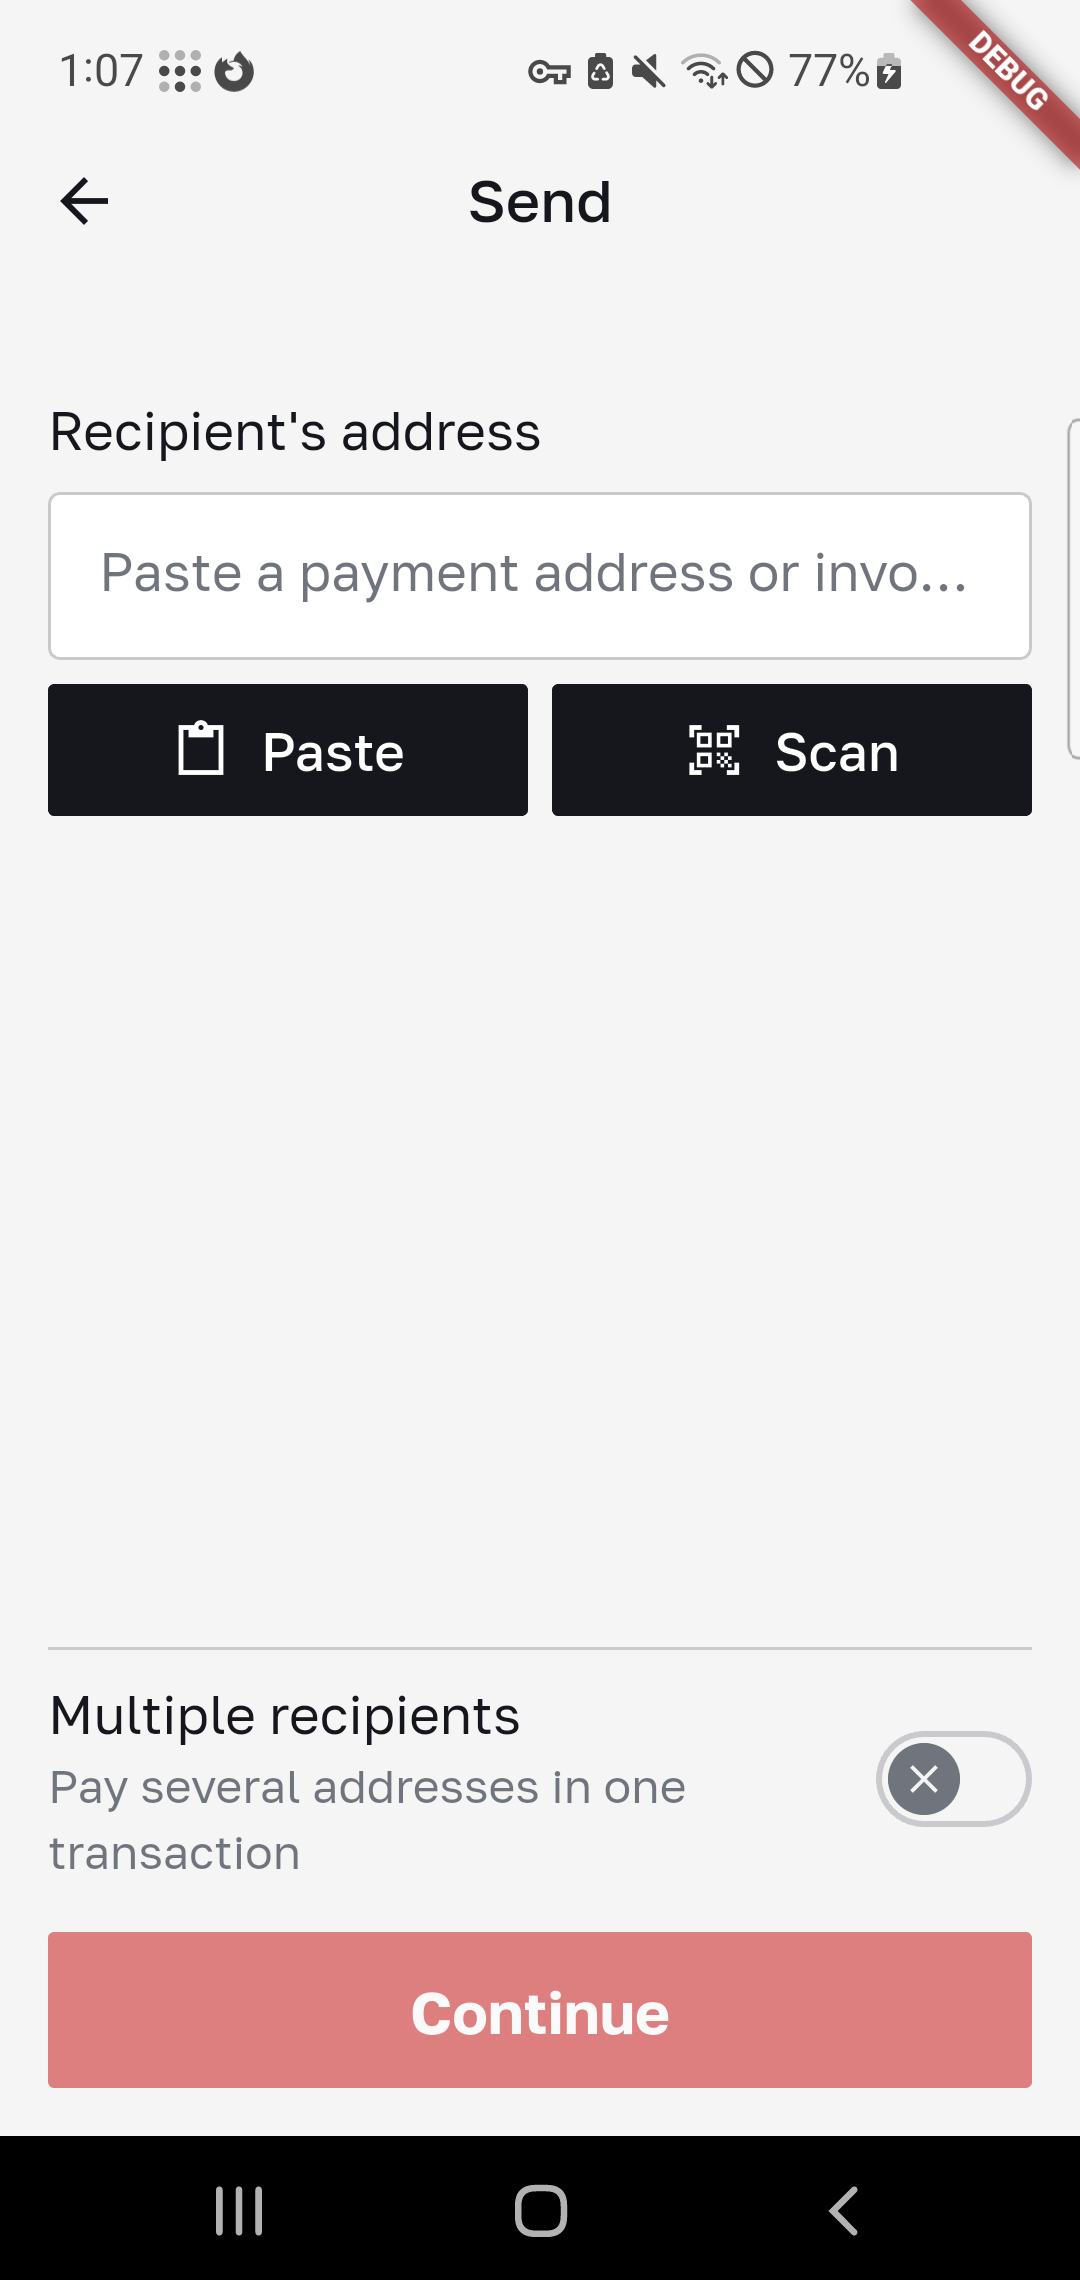 1:07
77%
DEBUG
Send
Recipient's address
Paste a payment address or invo...
Paste
Scan
Multiple recipients
Pay several addresses in one
transaction
Continue